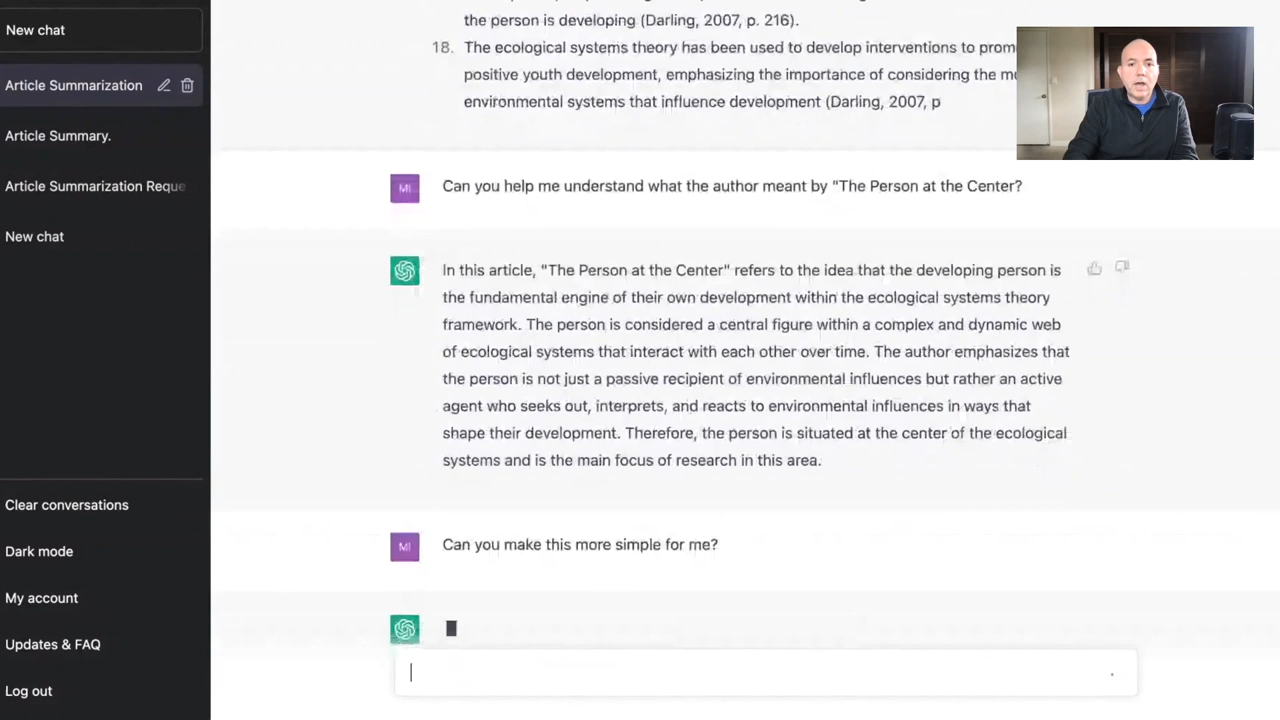 New chat
Article Summarization
Article Summary.
Article Summarization Reque
New chat
Clear conversations
Dark mode
My account
Updates & FAQ
Log out
the person is developing (Darling, 2007, p. 216).
18. The ecological systems theory has been used to develop interventions to prom
positive youth development, emphasizing the importance of considering the mu
environmental systems that influence development (Darling, 2007, p
MI
Can you help me understand what the author meant by "The Person at the Center?
In this article, "The Person at the Center" refers to the idea that the developing person is
the fundamental engine of their own development within the ecological systems theory
framework. The person is considered a central figure within a complex and dynamic web
of ecological systems that interact with each other over time. The author emphasizes that
the person is not just a passive recipient of environmental influences but rather an active
agent who seeks out, interprets, and reacts to environmental influences in ways that
shape their development. Therefore, the person is situated at the center of the ecological
systems and is the main focus of research in this area.
MI
Can you make this more simple for me?